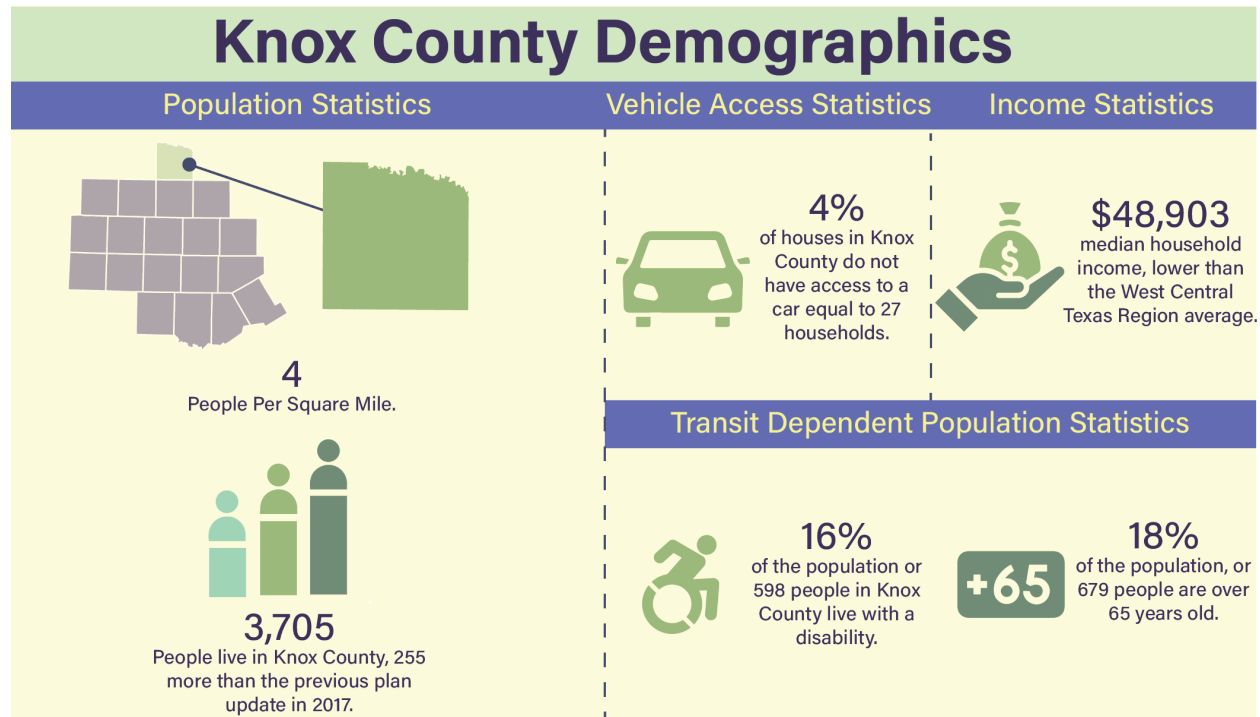 Knox County Demographics
Population Statistics
4
People Per Square Mile.
3,705
People live in Knox County, 255
more than the previous plan
update in 2017.
Vehicle Access Statistics
4%
of houses in Knox
County do not
have access to a
car equal to 27
households.
Income Statistics
$
$48,903
median household
income, lower than
the West Central
Texas Region average.
Transit Dependent Population Statistics
16%
of the population or
598 people in Knox
County live with a
disability.
+65
18%
of the population, or
679 people are over
65 years old.